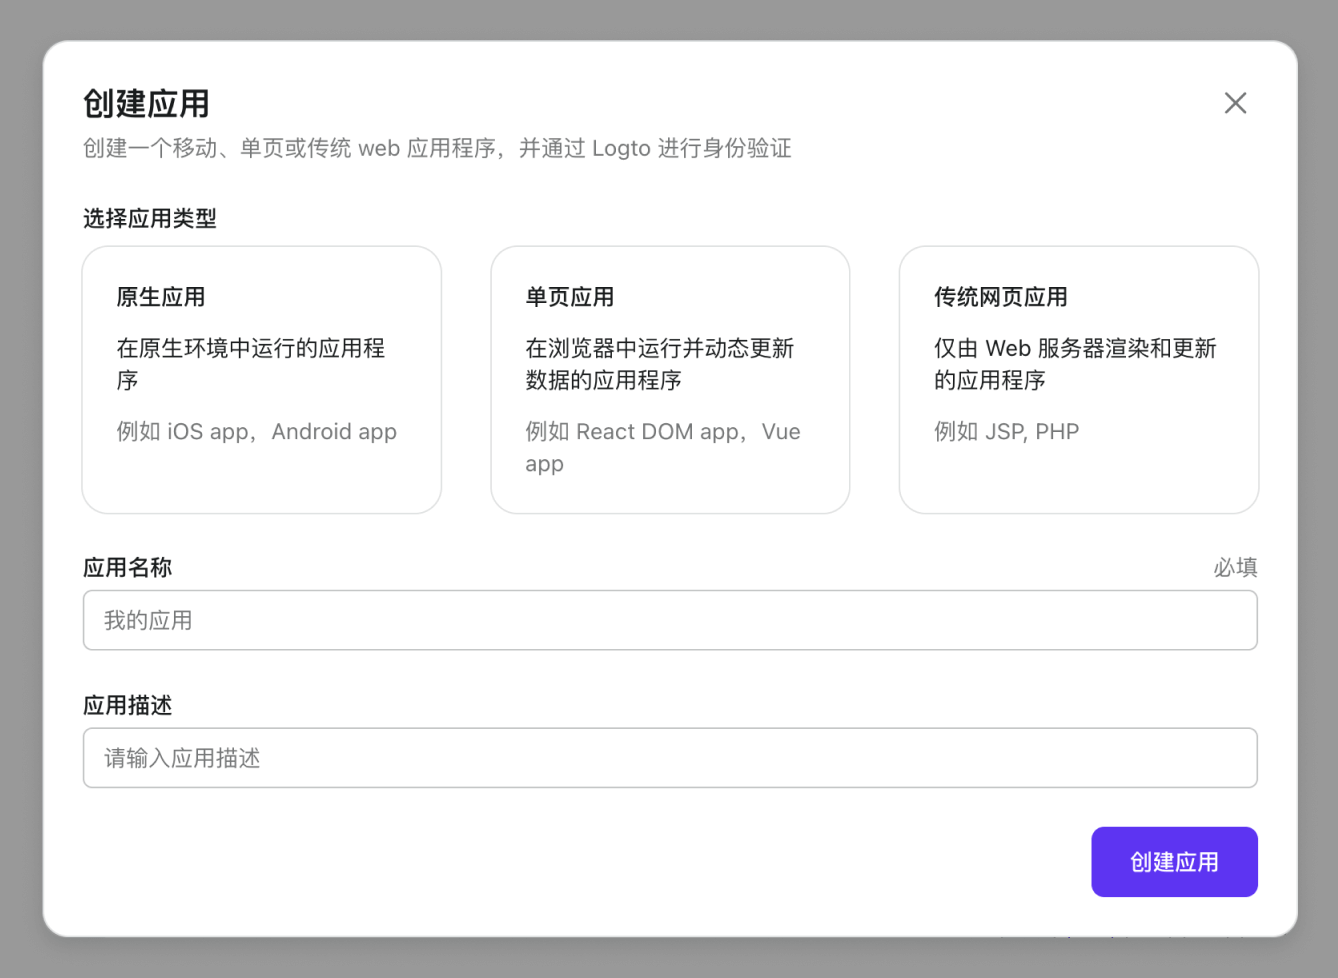 创建应用
创建一个移动、单页或传统 web 应用程序，并通过 Logto 进行身份验证
选择应用类型
原生应用
在原生环境中运行的应用程
序
例如 iOS app，Android app
单页应用
在浏览器中运行并动态更新
数据的应用程序
例如 React DOM app，Vue
app
传统网页应用
仅由 Web 服务器渲染和更新
的应用程序
例如 JSP, PHP
应用名称
必填
我的应用
应用描述
请输入应用描述
创建应用